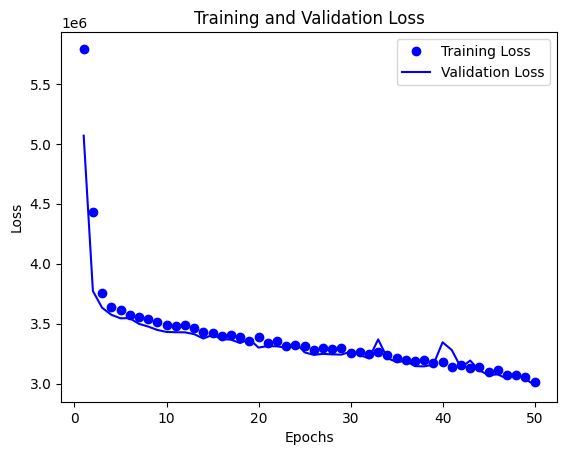 Training and Validation Loss
1e6
Training Loss
Validation Loss
5.5
5.0
4.5
4.0
3.5
3.0
Loss
0
10
20
30
40
50
Epochs